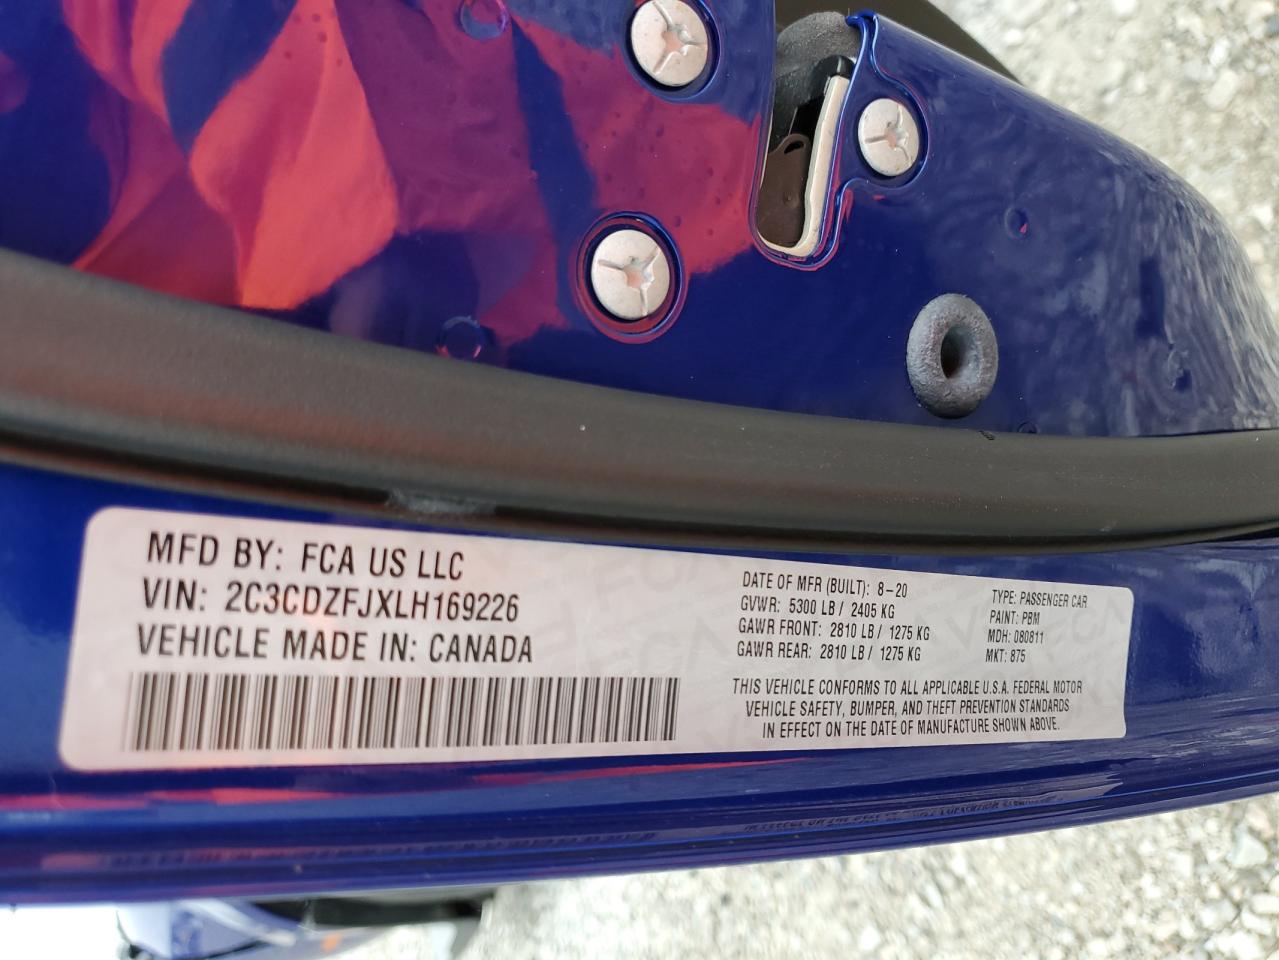 MFD BY: FCA US LLC
VIN: 2C3CDZFJXLH169226
VEHICLE MADE IN: CANADA
DATE OF MFR (BUILT): 8-20
GVWR: 5300 LB / 2405 KG
GAWR FRONT: 2810 LB / 1275 KG
GAWR REAR: 2810 LB / 1275 KG
TYPE: PASSENGER CAR
PAINT: PBM
MDH: 080811
MKT: 875
THIS VEHICLE CONFORMS TO ALL APPLICABLE U.S.A. FEDERAL MOTOR
VEHICLE SAFETY, BUMPER, AND THEFT PREVENTION STANDARDS
IN EFFECT ON THE DATE OF MANUFACTURE SHOWN ABOVE.